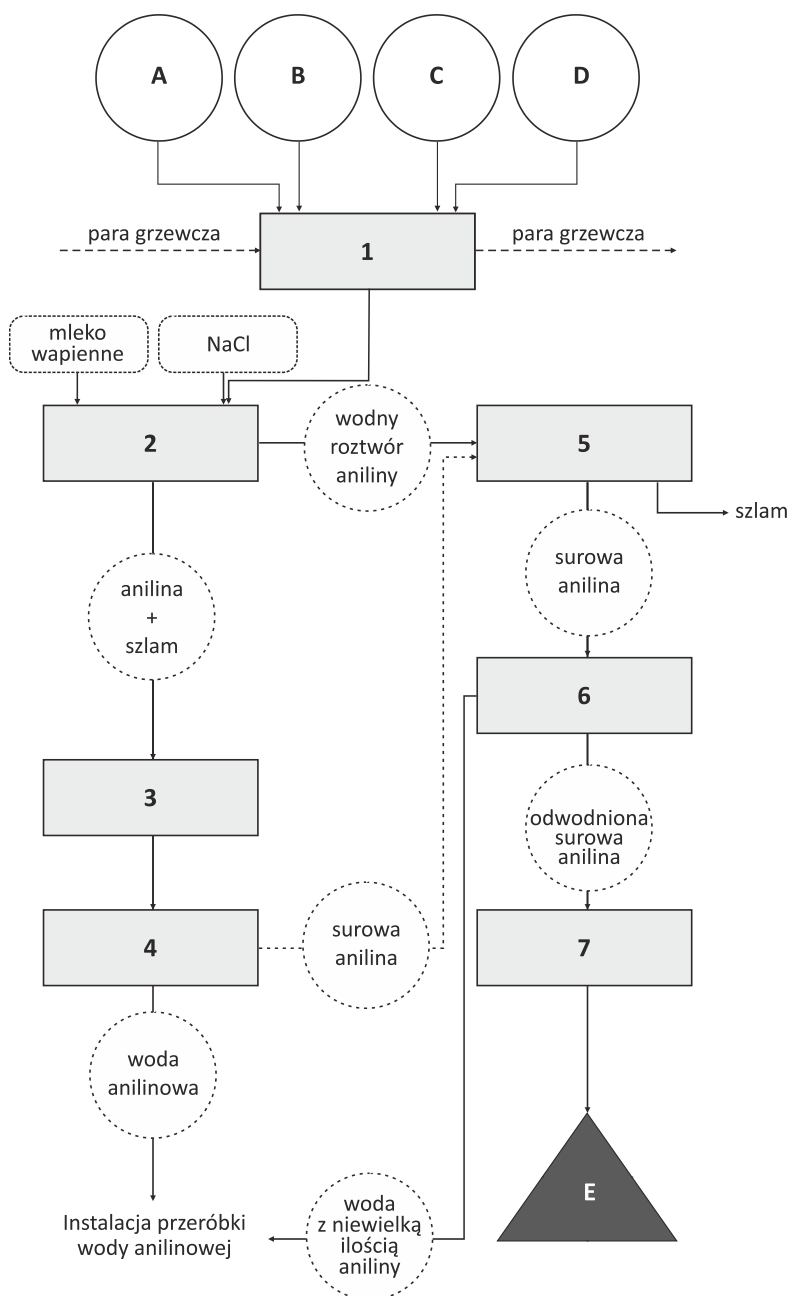 A
B
C
D
para grzewcza
1
para grzewcza
mleko
wapienne
NaCl
2
wodny
roztwór
aniliny
5
szlam
anilina
+
szlam
surowa
anilina
6
3
odwodniona
surowa
anilina
4
surowa
anilina
7
woda
anilinowa
E
Instalacja przeróbki
wody anilinowej
woda
z niewielką
ilością
aniliny